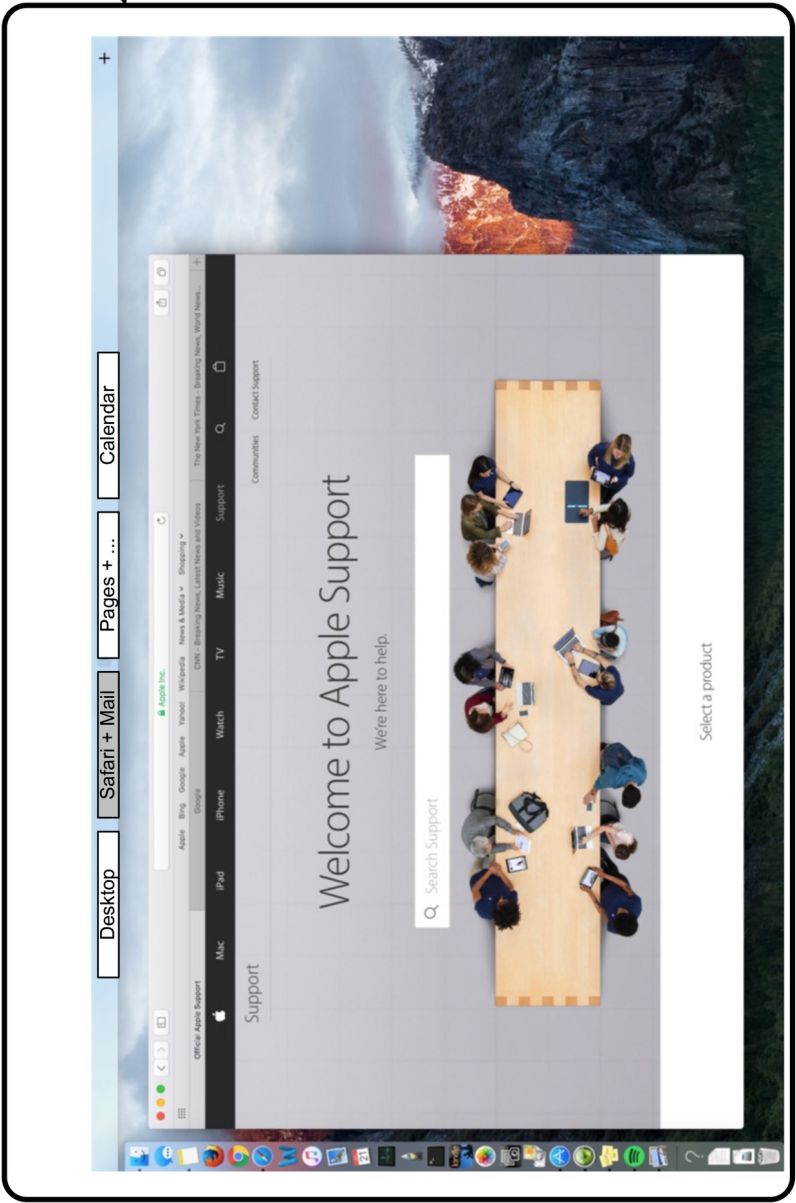 Desktop
Safari + Mail
Pages + ...
Calendar
+
Apple Inc.
Apple Bing Google Apple Yahoo! Wikipedia News & Media Shopping
Official Apple Support
Google
CNN - Breaking News, Latest News and Videos
The New York Times - Breaking News, World News...
+
Mac iPad iPhone Watch TV Music Support
Support
Communities Contact Support
Welcome to Apple Support
We're here to help.
Search Support
Select a product
21
kindle